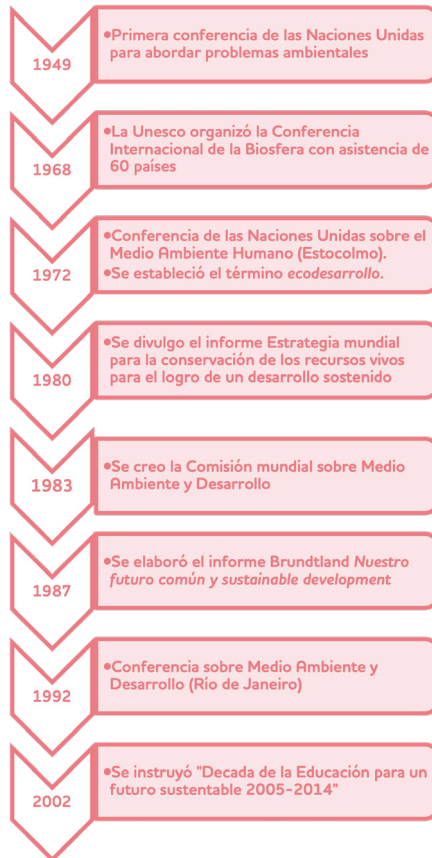 1949
•Primera conferencia de las Naciones Unidas
para abordar problemas ambientales
1968
•La Unesco organizó la Conferencia
Internacional de la Biosfera con asistencia de
60 países
1972
•Conferencia de las Naciones Unidas sobre el
Medio Ambiente Humano (Estocolmo).
•Se estableció el término ecodesarrollo.
1980
•Se divulgo el informe Estrategia mundial
para la conservación de los recursos vivos
para el logro de un desarrollo sostenido
1983
•Se creo la Comisión mundial sobre Medio
Ambiente y Desarrollo
1987
•Se elaboró el informe Brundtland Nuestro
futuro común y sustainable development
1992
•Conferencia sobre Medio Ambiente y
Desarrollo (Río de Janeiro)
2002
•Se instruyó "Decada de la Educación para un
futuro sustentable 2005-2014"